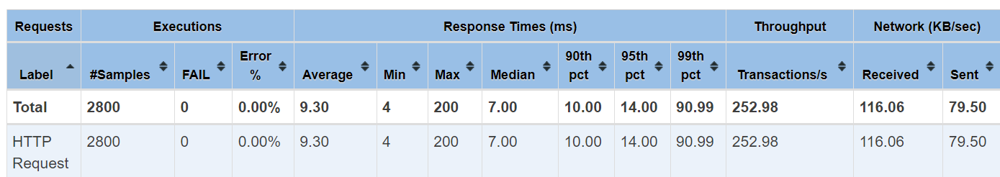 Requests Executions Response Times (ms) Throughput Network (KB/sec)
Label #Samples FAIL Error % Average Min Max Median 90th pct 95th pct 99th pct Transactions/s Received Sent
Total 2800 0 0.00% 9.30 4 200 7.00 10.00 14.00 90.99 252.98 116.06 79.50
HTTP Request 2800 0 0.00% 9.30 4 200 7.00 10.00 14.00 90.99 252.98 116.06 79.50